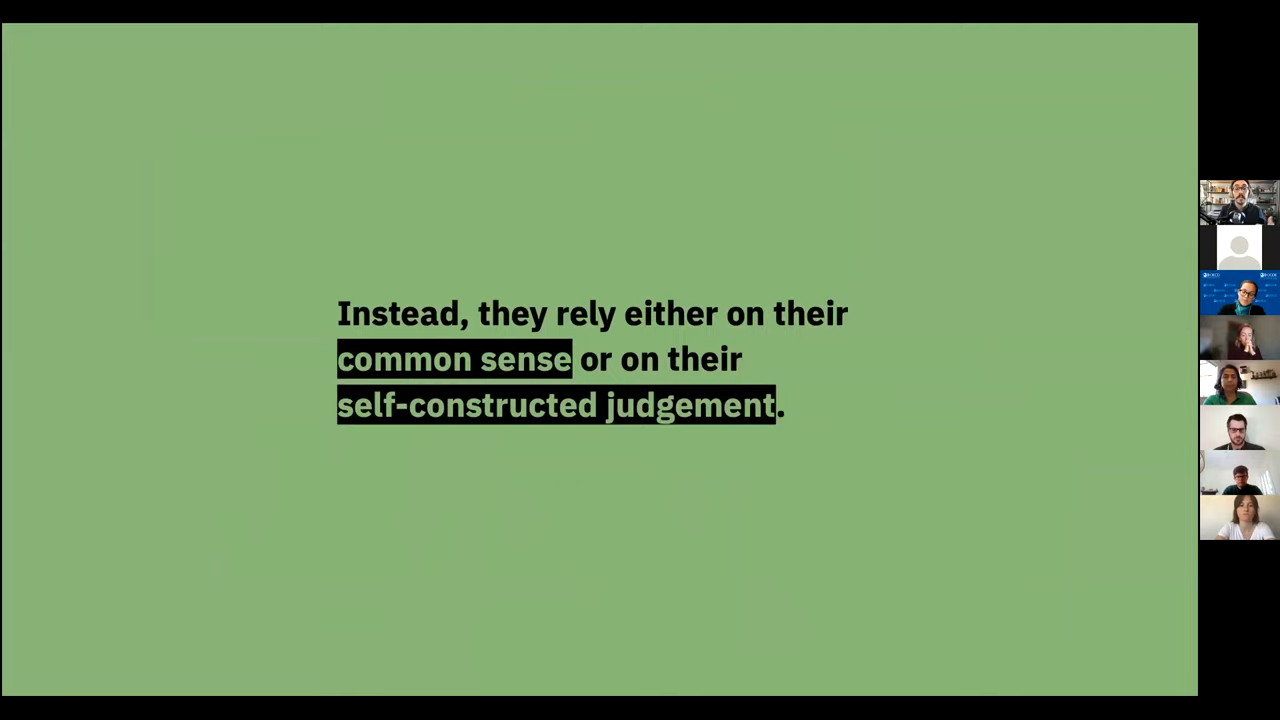 Instead, they rely either on their
common sense or on their
self-constructed judgement.